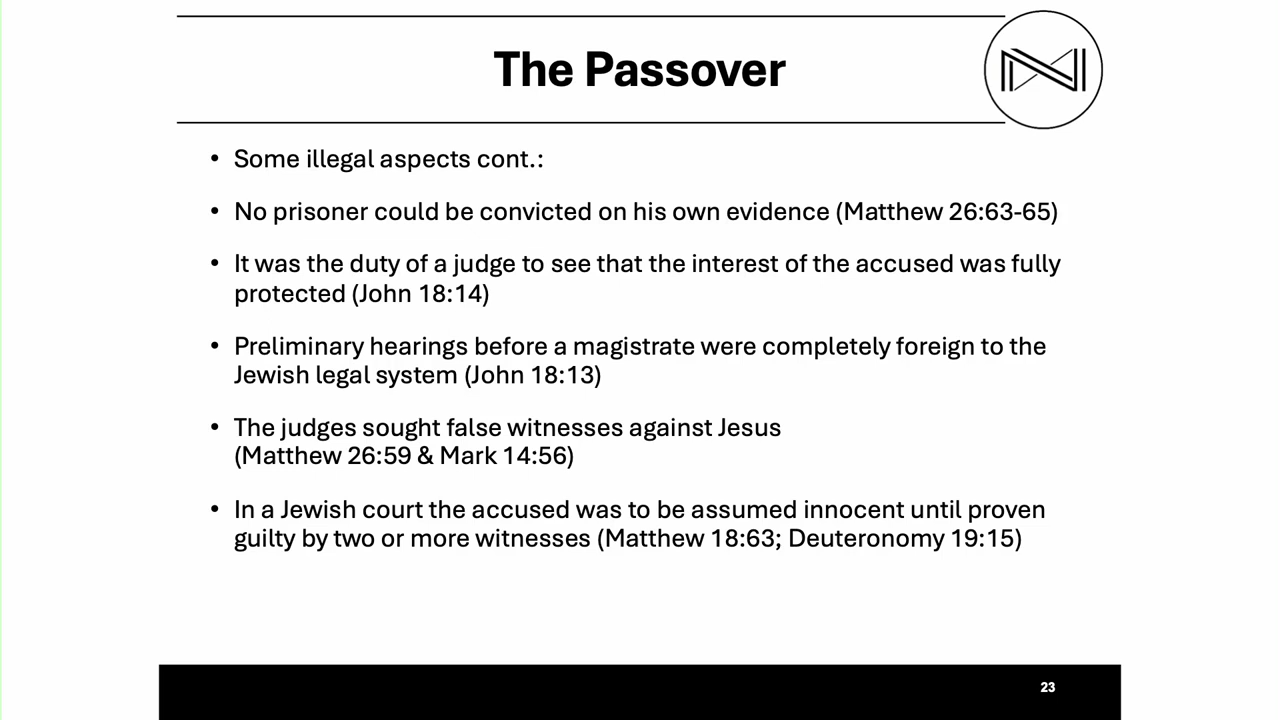 The Passover
• Some illegal aspects cont.:
• No prisoner could be convicted on his own evidence (Matthew 26:63-65)
• It was the duty of a judge to see that the interest of the accused was fully
protected (John 18:14)
• Preliminary hearings before a magistrate were completely foreign to the
Jewish legal system (John 18:13)
• The judges sought false witnesses against Jesus
(Matthew 26:59 & Mark 14:56)
• In a Jewish court the accused was to be assumed innocent until proven
guilty by two or more witnesses (Matthew 18:63; Deuteronomy 19:15)
23